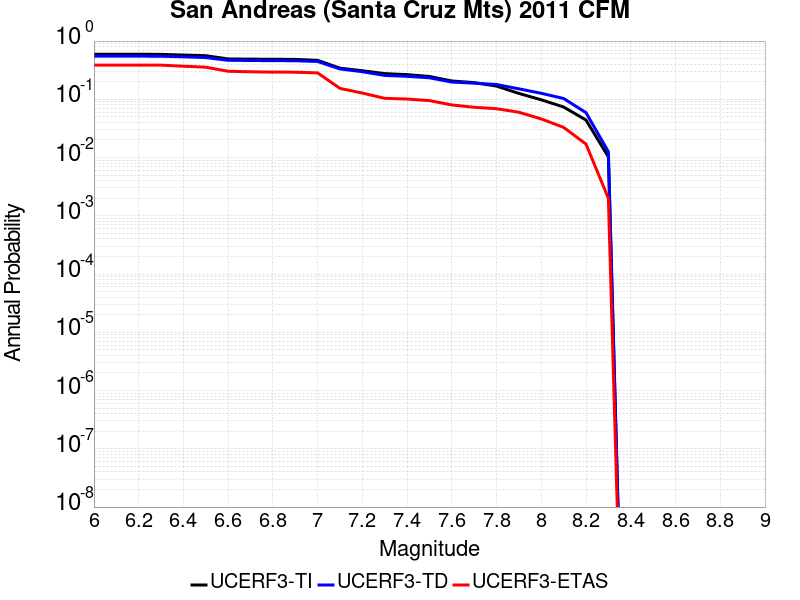 San Andreas (Santa Cruz Mts) 2011 CFM
10^0
10^-1
10^-2
10^-3
10^-4
10^-5
10^-6
10^-7
10^-8
Annual Probability
6 6.2 6.4 6.6 6.8 7 7.2 7.4 7.6 7.8 8 8.2 8.4 8.6 8.8 9
Magnitude
UCERF3-TI UCERF3-TD UCERF3-ETAS